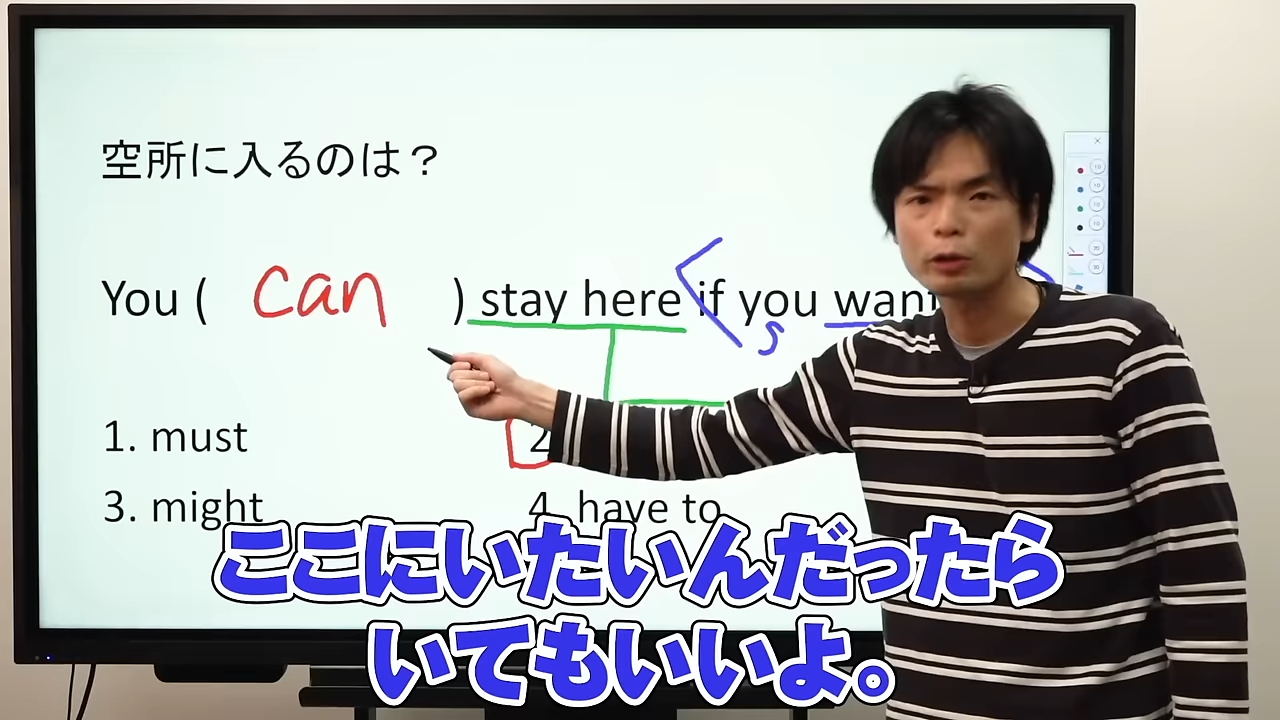 空所に入るのは？
You ( can ) stay here if you want
s
1. must
2
3. might
4. have to
ここにいたいんだったら
いてもいいよ。